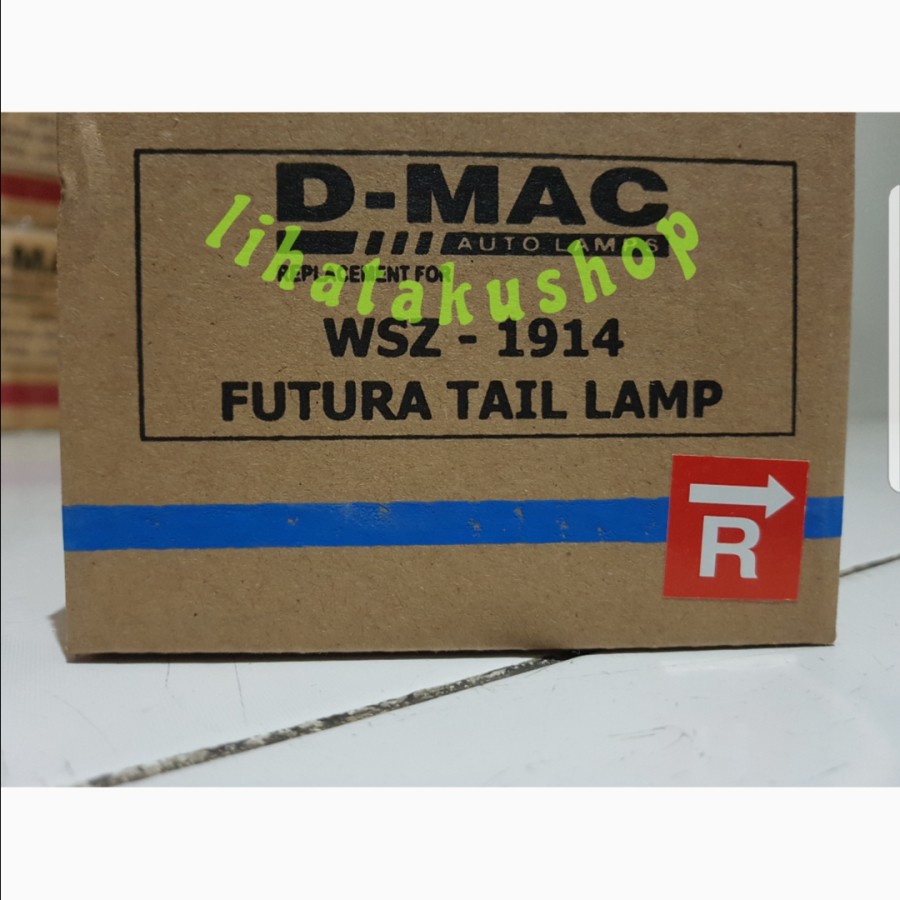 D-MAC
AUTO LAMPS
REPLACEMENT FOR
lihatakushop
WSZ - 1914
FUTURA TAIL LAMP
R